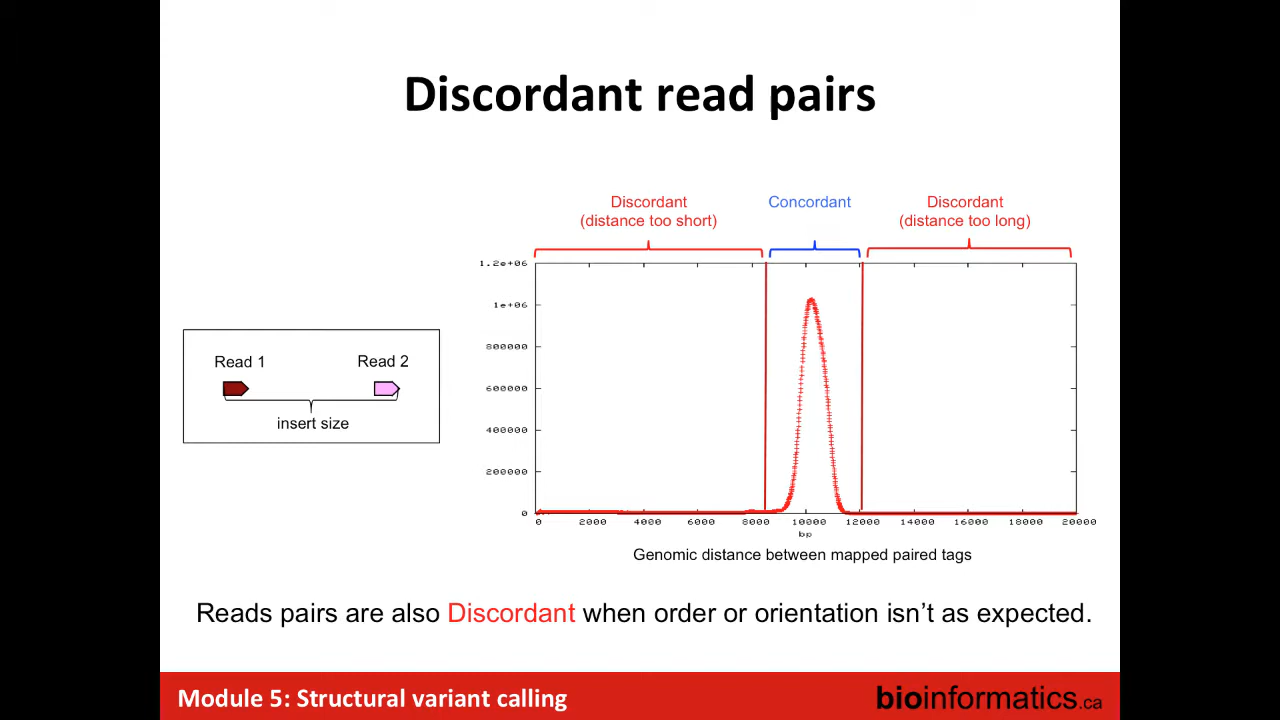 Discordant read pairs
Discordant
(distance too short)
Concordant
Discordant
(distance too long)
1.2e+06
1e+06
800000
600000
400000
200000
0
0 2000 4000 6000 8000 10000 12000 14000 16000 18000 20000
bp
Genomic distance between mapped paired tags
Read 1 Read 2
insert size
Reads pairs are also Discordant when order or orientation isn't as expected.
Module 5: Structural variant calling
bioinformatics.ca